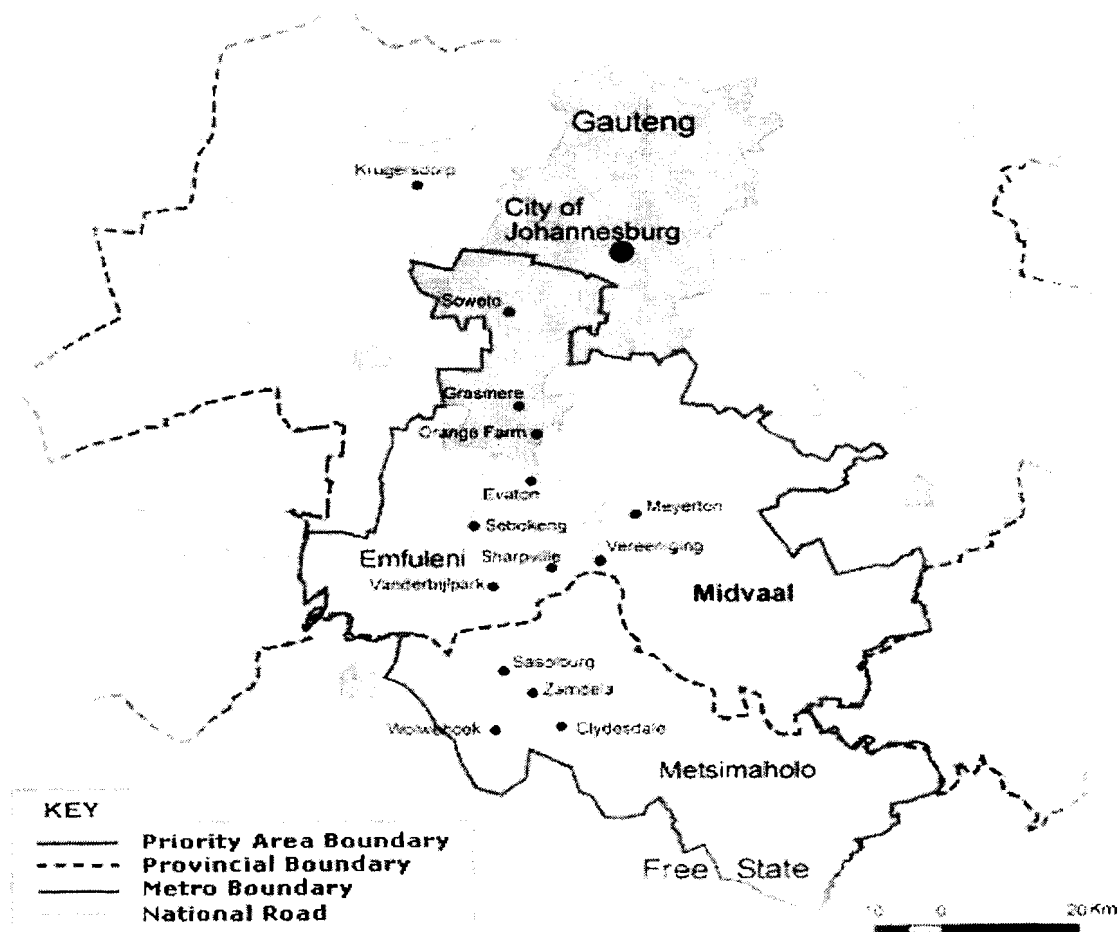 Gauteng
Krugersdorp
City of
Johannesburg
Soweto
Grasmere
Orange Farm
Evaton
Meyerton
Sebokeng
Vereeniging
Emfuleni
Sharpville
Vanderbijlpark
Midvaal
Sasolburg
Zamdela
Clydesdale
Metsimaholo
KEY
Priority Area Boundary
Provincial Boundary
Metro Boundary
National Road
Free State
10 0 20 Km